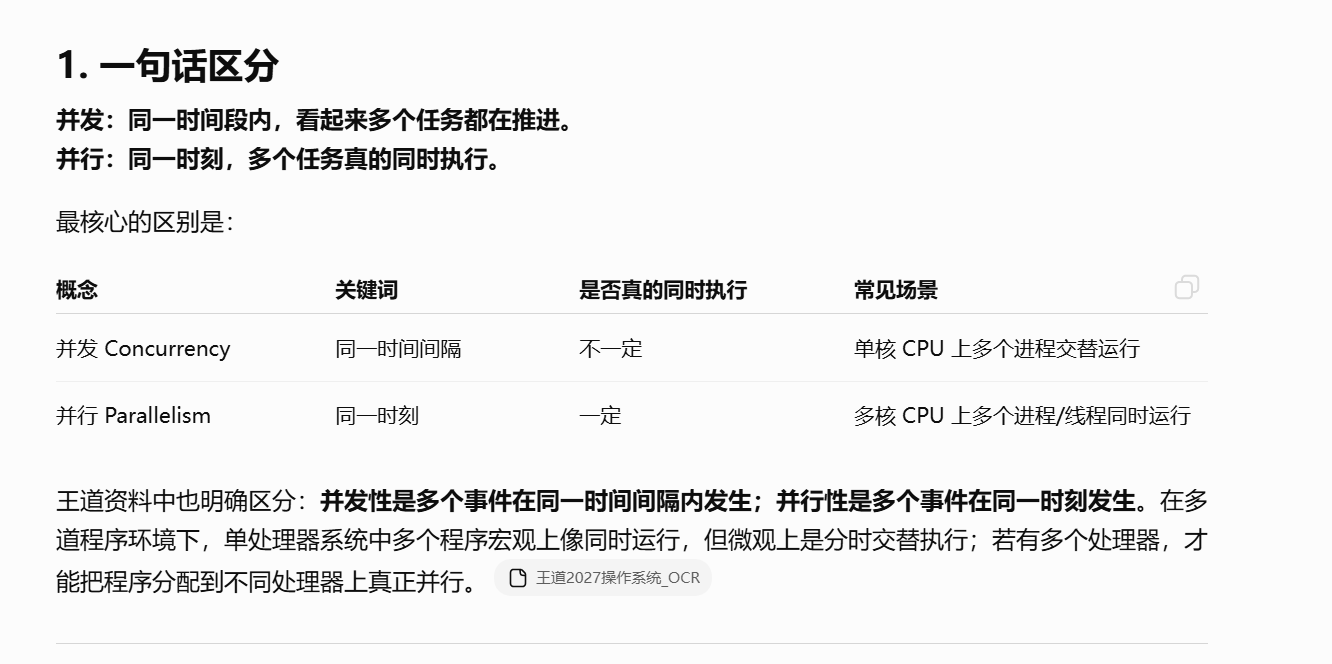 1. 一句话区分
并发：同一时间段内，看起来多个任务都在推进。
并行：同一时刻，多个任务真的同时执行。
最核心的区别是：
概念 关键词 是否真的同时执行 常见场景
并发 Concurrency 同一时间间隔 不一定 单核 CPU 上多个进程交替运行
并行 Parallelism 同一时刻 一定 多核 CPU 上多个进程/线程同时运行
王道资料中也明确区分：并发性是多个事件在同一时间间隔内发生；并行性是多个事件在同一时刻发生。在多
道程序环境下，单处理器系统中多个程序宏观上像同时运行，但微观上是分时交替执行；若有多个处理器，才
能把程序分配到不同处理器上真正并行。 王道2027操作系统_OCR